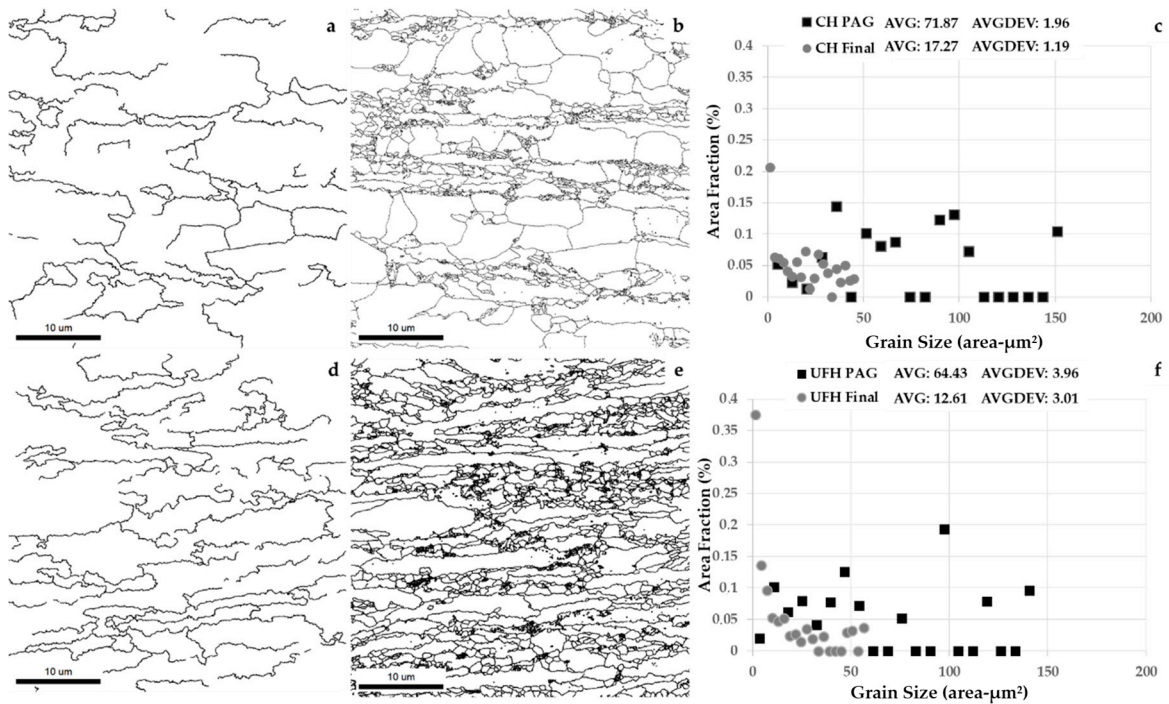 a
10 um
b
10 um
CH PAG AVG: 71.87 AVGDEV: 1.96
CH Final AVG: 17.27 AVGDEV: 1.19
c
0.4
0.35
0.3
0.25
0.2
0.15
0.1
0.05
0
Area Fraction (%)
0 50 100 150 200
Grain Size (area-μm²)
d
10 um
e
10 um
UFH PAG AVG: 64.43 AVGDEV: 3.96
UFH Final AVG: 12.61 AVGDEV: 3.01
f
0.4
0.35
0.3
0.25
0.2
0.15
0.1
0.05
0
Area Fraction (%)
0 50 100 150 200
Grain Size (area-μm²)